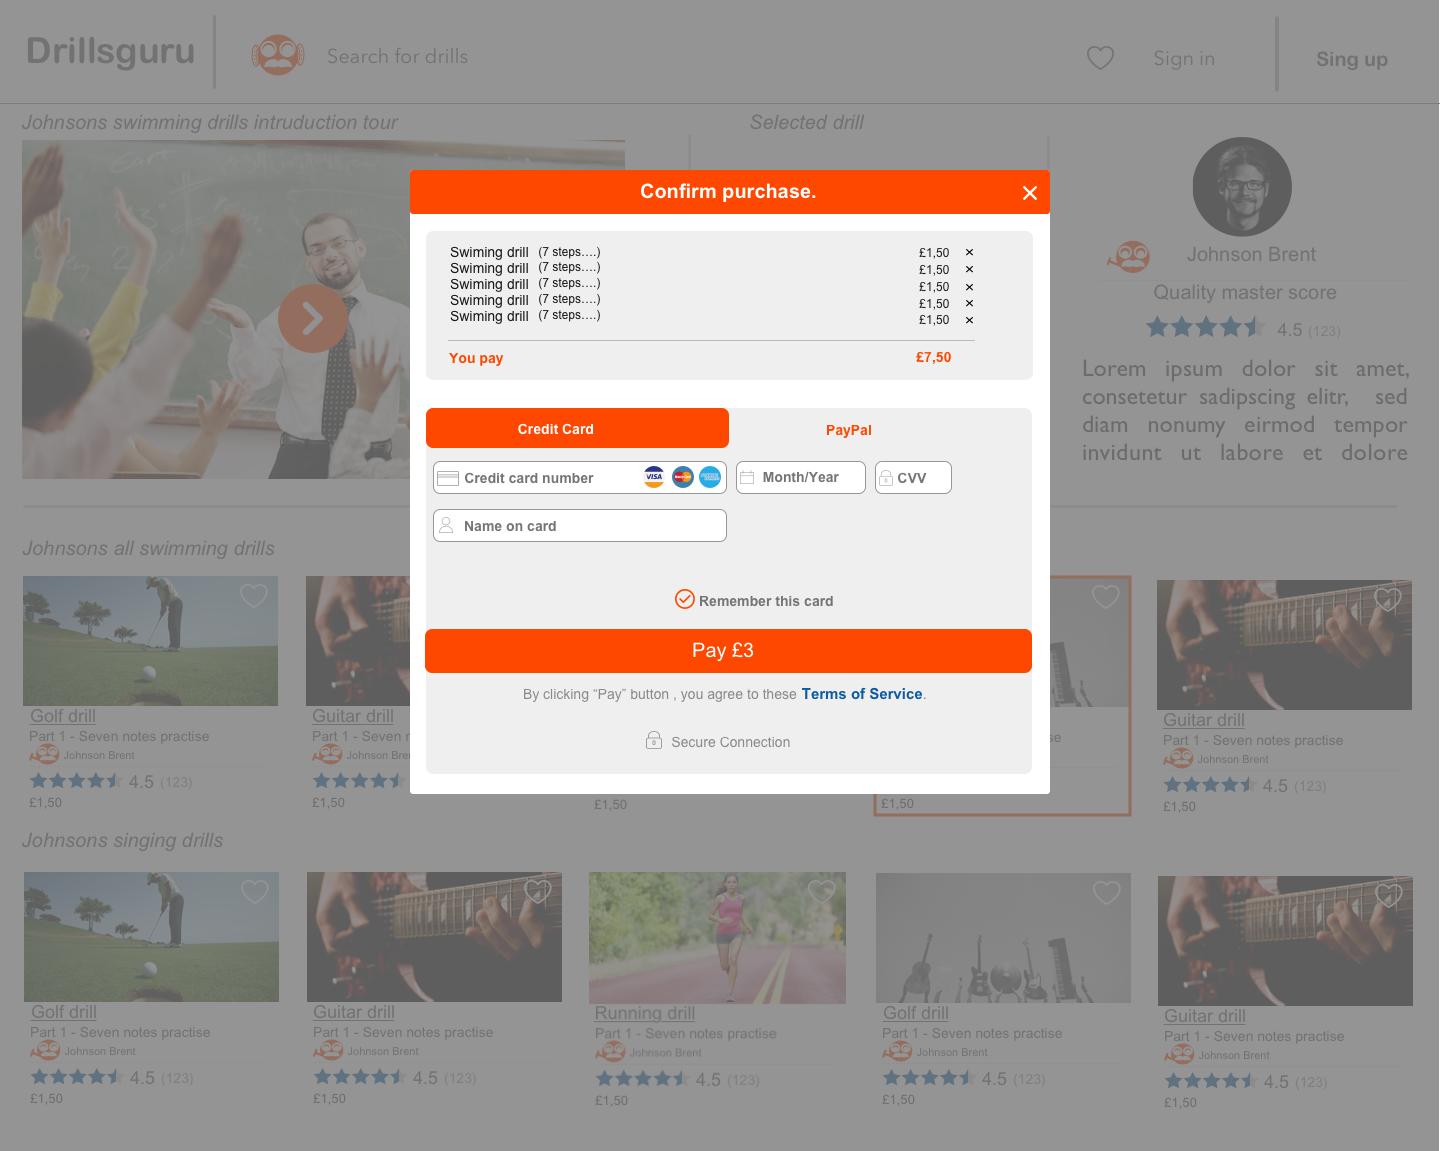 Drillsguru
Search for drills
Sign in
Sing up
Johnsons swimming drills intruduction tour
Selected drill
Confirm purchase.
Swiming drill (7 steps....) £1,50 ×
Swiming drill (7 steps....) £1,50 ×
Swiming drill (7 steps....) £1,50 ×
Swiming drill (7 steps....) £1,50 ×
Swiming drill (7 steps....) £1,50 ×
You pay £7,50
Credit Card
PayPal
Credit card number
VISA
Month/Year
CVV
Name on card
Remember this card
Pay £3
By clicking “Pay” button , you agree to these Terms of Service.
Secure Connection
Johnson Brent
Quality master score
4.5 (123)
Lorem ipsum dolor sit amet,
consetetur sadipscing elitr, sed
diam nonumy eirmod tempor
invidunt ut labore et dolore
Johnsons all swimming drills
Golf drill
Part 1 - Seven notes practise
Johnson Brent
4.5 (123)
£1,50
Guitar drill
Part 1 - Seven n
Johnson Bre
£1,50
£1,50
se
£1,50
Guitar drill
Part 1 - Seven notes practise
Johnson Brent
4.5 (123)
£1,50
Johnsons singing drills
Golf drill
Part 1 - Seven notes practise
Johnson Brent
4.5 (123)
£1,50
Guitar drill
Part 1 - Seven notes practise
Johnson Brent
4.5 (123)
£1,50
Running drill
Part 1 - Seven notes practise
Johnson Brent
4.5 (123)
£1,50
Golf drill
Part 1 - Seven notes practise
Johnson Brent
4.5 (123)
£1,50
Guitar drill
Part 1 - Seven notes practise
Johnson Brent
4.5 (123)
£1,50